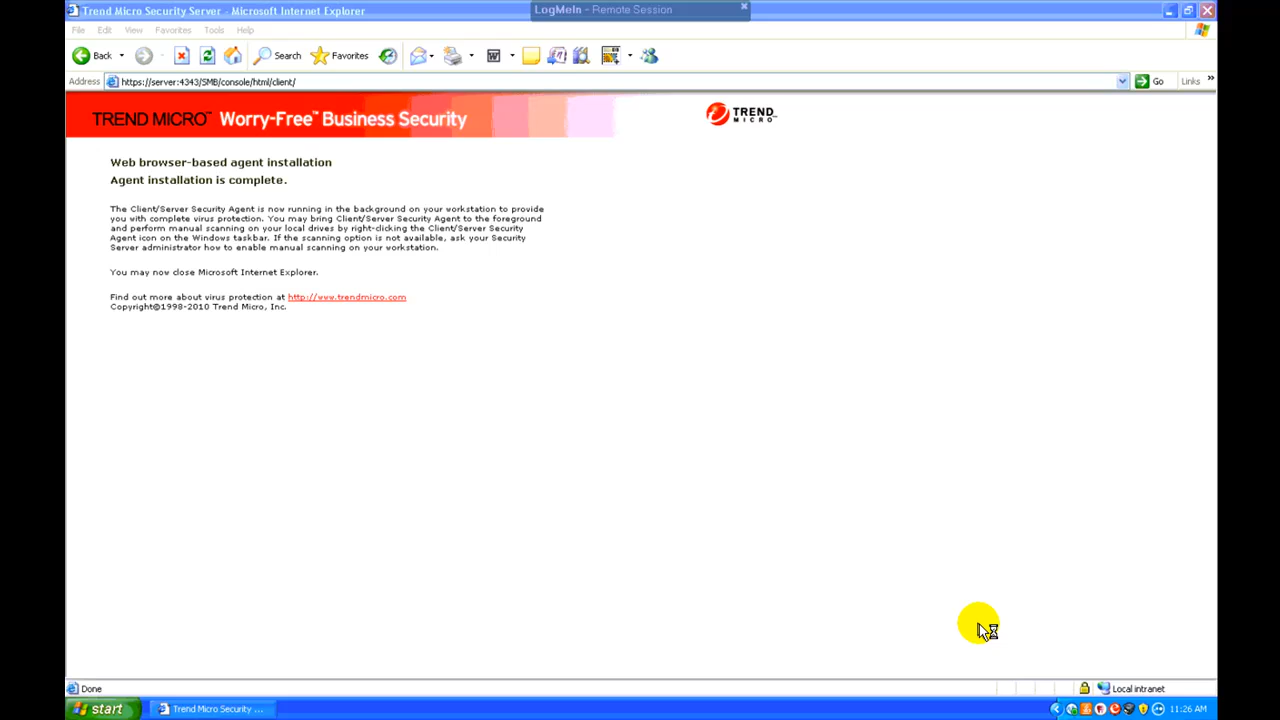 Trend Micro Security Server - Microsoft Internet Explorer
LogMeIn - Remote Session
File Edit View Favorites Tools Help
Back Search Favorites
Address https://server:4343/SMB/console/html/client/ Go Links »
TREND MICRO™ Worry-Free™ Business Security
TREND MICRO™
Web browser-based agent installation
Agent installation is complete.
The Client/Server Security Agent is now running in the background on your workstation to provide
you with complete virus protection. You may bring Client/Server Security Agent to the foreground
and perform manual scanning on your local drives by right-clicking the Client/Server Security
Agent icon on the Windows taskbar. If the scanning option is not available, ask your Security
Server administrator how to enable manual scanning on your workstation.
You may now close Microsoft Internet Explorer.
Find out more about virus protection at http://www.trendmicro.com
Copyright©1998-2010 Trend Micro, Inc.
Done Local intranet
start Trend Micro Security ... 11:26 AM